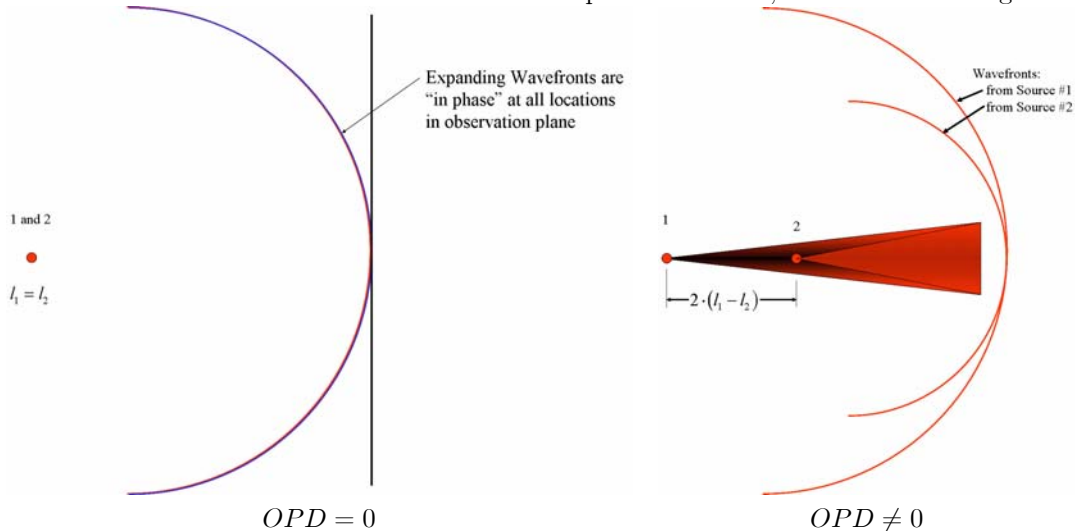 Expanding Wavefronts are
“in phase” at all locations
in observation plane
1 and 2
l₁ = l₂
OPD = 0
Wavefronts:
from Source #1
from Source #2
1
2
2·(l₁ − l₂)
OPD ≠ 0